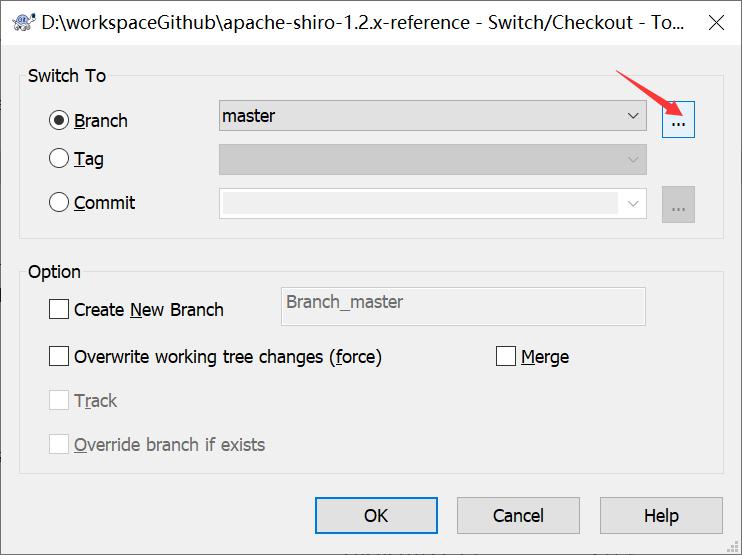 D:\workspaceGithub\apache-shiro-1.2.x-reference - Switch/Checkout - To...
Switch To
Branch
master
...
Tag
Commit
...
Option
Create New Branch
Branch_master
Overwrite working tree changes (force)
Merge
Track
Override branch if exists
OK
Cancel
Help